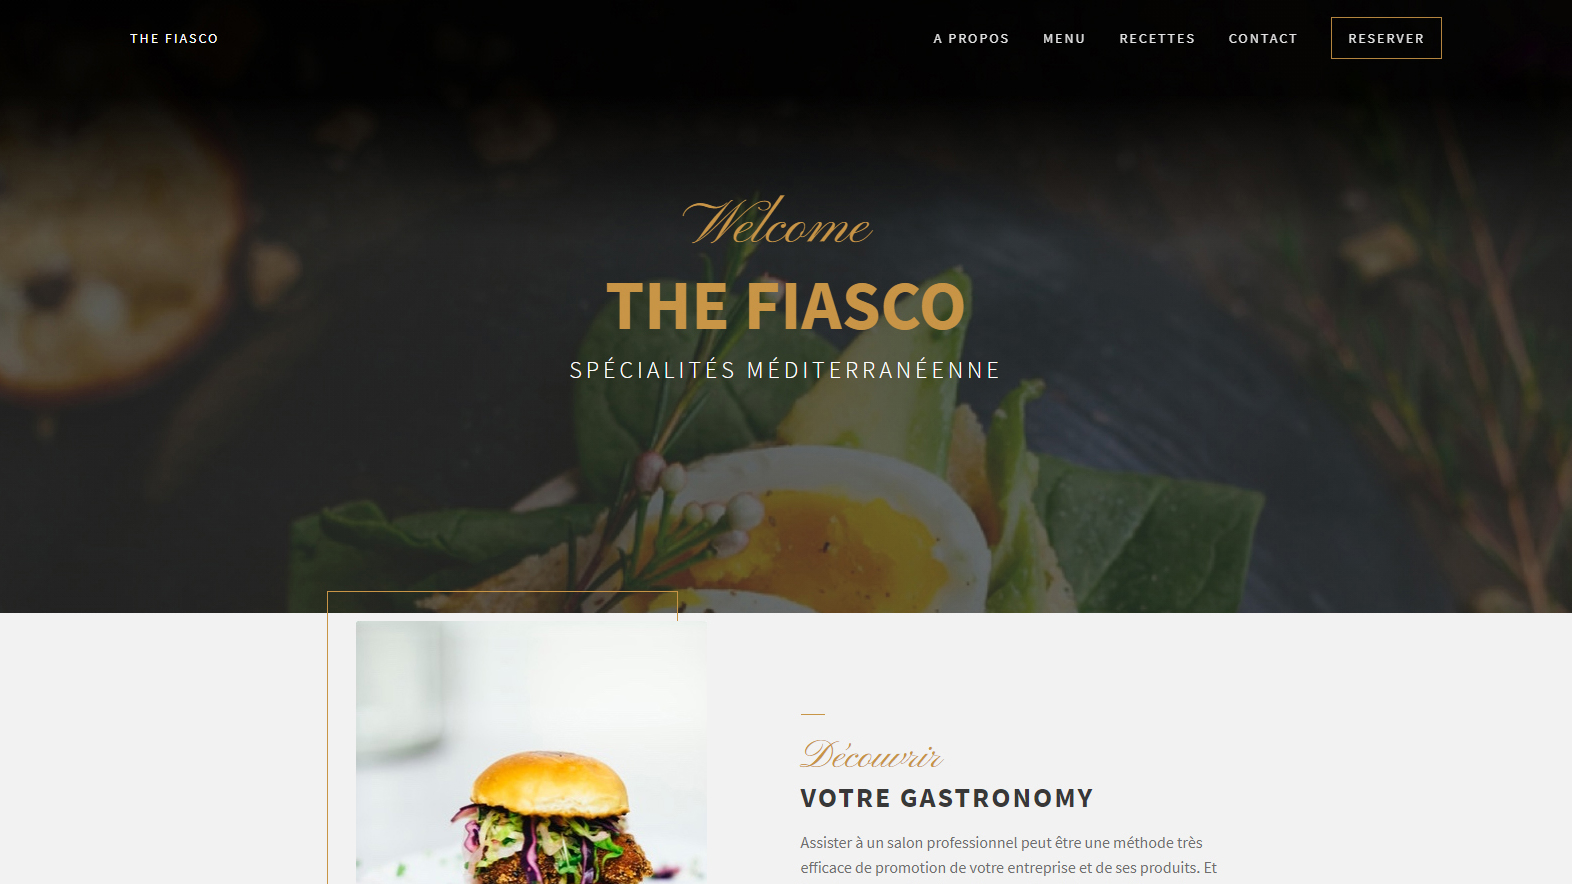 THE FIASCO
A PROPOS
MENU
RECETTES
CONTACT
RESERVER
Welcome
THE FIASCO
SPÉCIALITÉS MÉDITERRANÉENNE
Découvrir
VOTRE GASTRONOMY
Assister à un salon professionnel peut être une méthode très
efficace de promotion de votre entreprise et de ses produits. Et